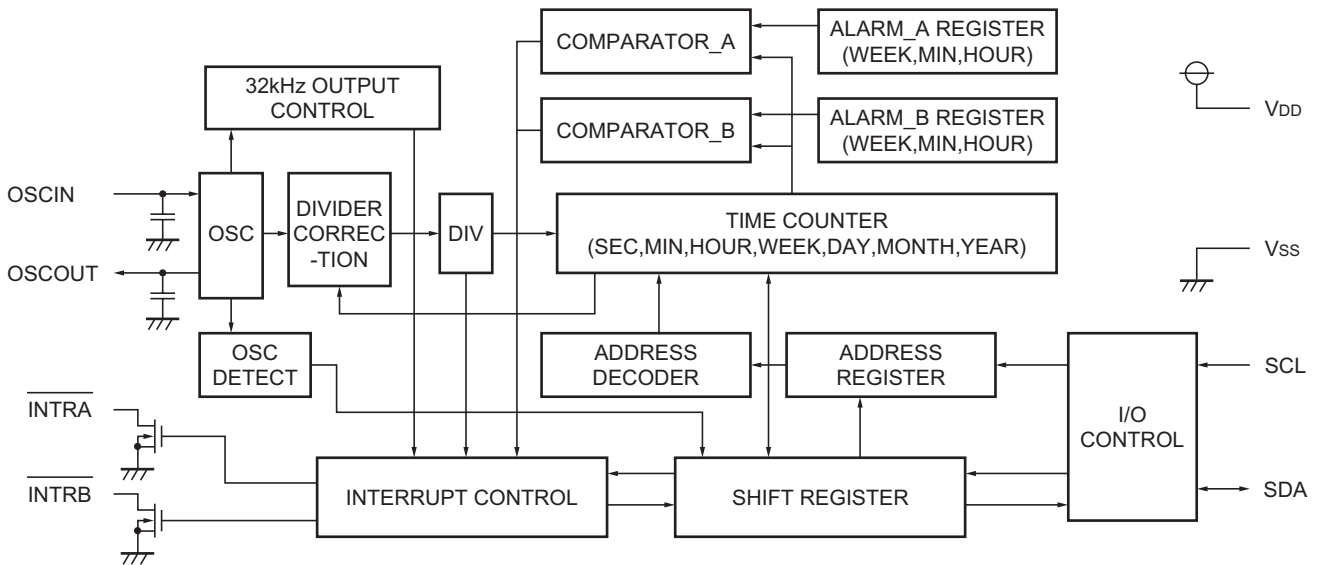 COMPARATOR_A
ALARM_A REGISTER
(WEEK,MIN,HOUR)
32kHz OUTPUT
CONTROL
VDD
COMPARATOR_B
ALARM_B REGISTER
(WEEK,MIN,HOUR)
OSCIN
OSC
DIVIDER
CORREC
-TION
DIV
TIME COUNTER
(SEC,MIN,HOUR,WEEK,DAY,MONTH,YEAR)
VSS
OSCOUT
OSC
DETECT
ADDRESS
DECODER
ADDRESS
REGISTER
I/O
CONTROL
SCL
INTRA
INTERRUPT CONTROL
SHIFT REGISTER
SDA
INTRB